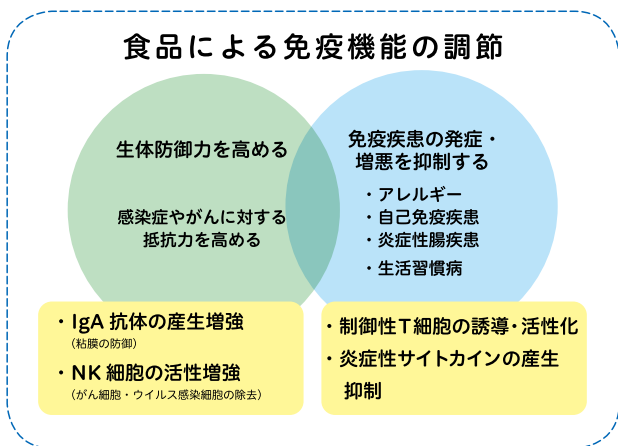 食品による免疫機能の調節
生体防御力を高める
感染症やがんに対する
抵抗力を高める
免疫疾患の発症・
増悪を抑制する
・アレルギー
・自己免疫疾患
・炎症性腸疾患
・生活習慣病
・IgA 抗体の産生増強
（粘膜の防御）
・NK 細胞の活性増強
（がん細胞・ウイルス感染細胞の除去）
・制御性T細胞の誘導・活性化
・炎症性サイトカインの産生
抑制